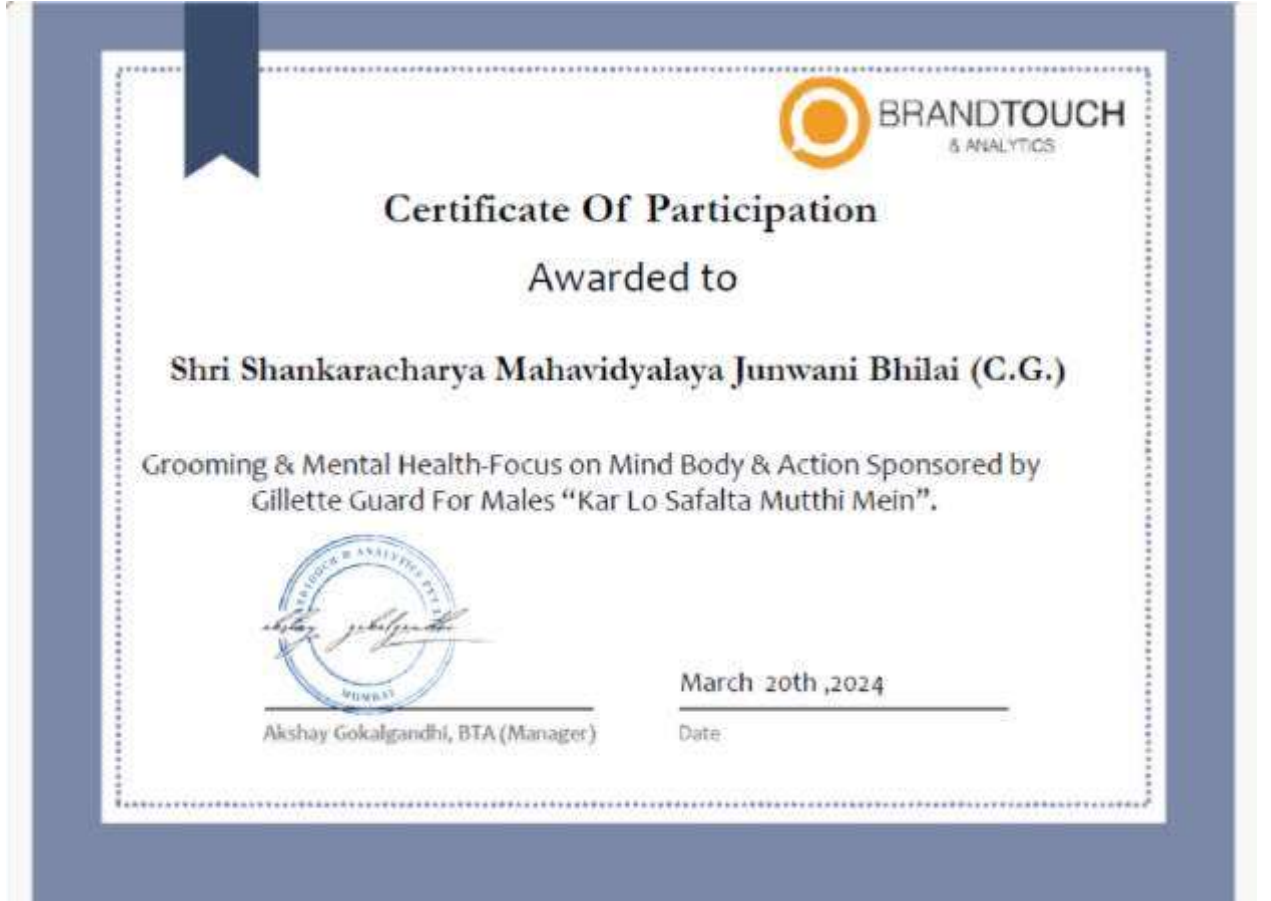 BRANDTOUCH
& ANALYTICS
Certificate Of Participation
Awarded to
Shri Shankaracharya Mahavidyalaya Junwani Bhilai (C.G.)
Grooming & Mental Health-Focus on Mind Body & Action Sponsored by
Gillette Guard For Males “Kar Lo Safalta Mutthi Mein”.
MUMBAI
March 20th ,2024
Akshay Gokalgandhi, BTA (Manager)
Date